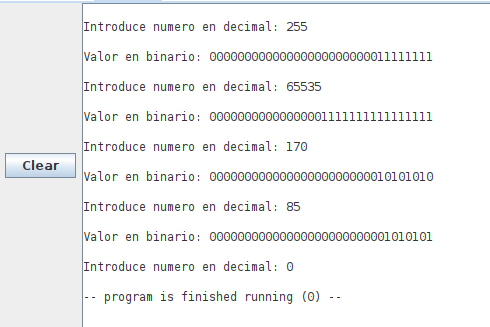 Introduce numero en decimal: 255
Valor en binario: 00000000000000000000000011111111
Introduce numero en decimal: 65535
Valor en binario: 00000000000000001111111111111111
Introduce numero en decimal: 170
Clear
Valor en binario: 00000000000000000000000010101010
Introduce numero en decimal: 85
Valor en binario: 00000000000000000000000001010101
Introduce numero en decimal: 0
-- program is finished running (0) --